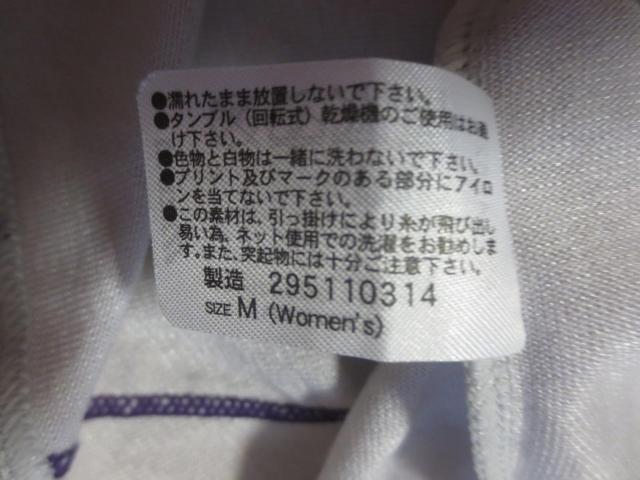 ●濡れたまま放置しないで下さい。
●タンブル（回転式）乾燥機のご使用はお避
け下さい。
●色物と白物は一緒に洗わないで下さい。
●プリント及びマークのある部分にアイロ
ンを当てないで下さい。
●この素材は、引っ掛けにより糸が飛び出し
易い為、ネット使用での洗濯をお勧めしま
す。また、突起物には十分ご注意下さい。
製造 295110314
SIZE M (Women's)